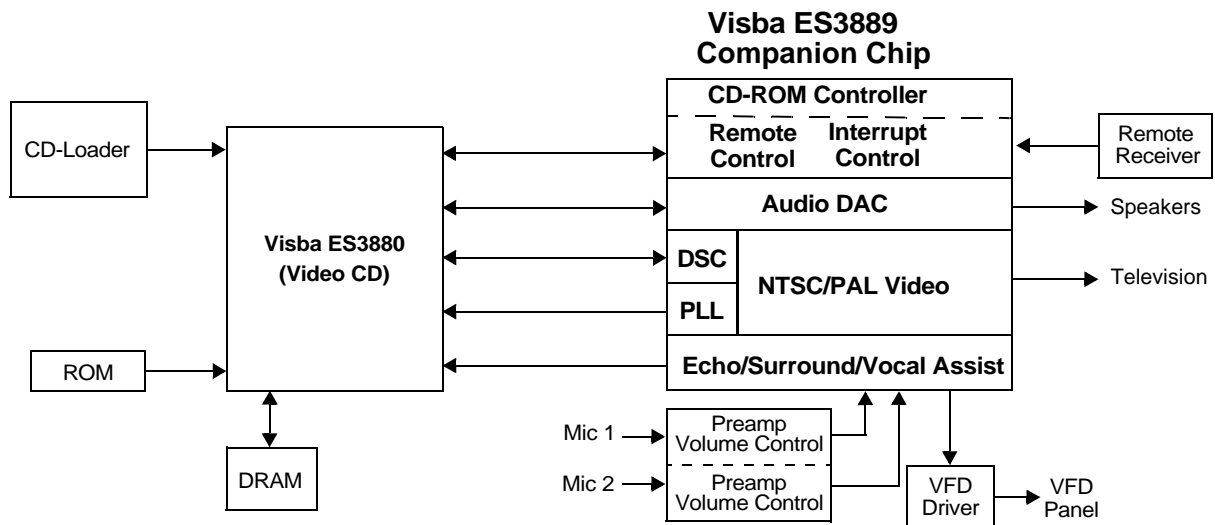 Visba ES3889
Companion Chip
CD-ROM Controller
Remote
Control
Interrupt
Control
Remote
Receiver
CD-Loader
Audio DAC
Speakers
Visba ES3880
(Video CD)
DSC
NTSC/PAL Video
Television
PLL
Echo/Surround/Vocal Assist
ROM
Mic 1
Preamp
Volume Control
DRAM
Mic 2
Preamp
Volume Control
VFD
Driver
VFD
Panel